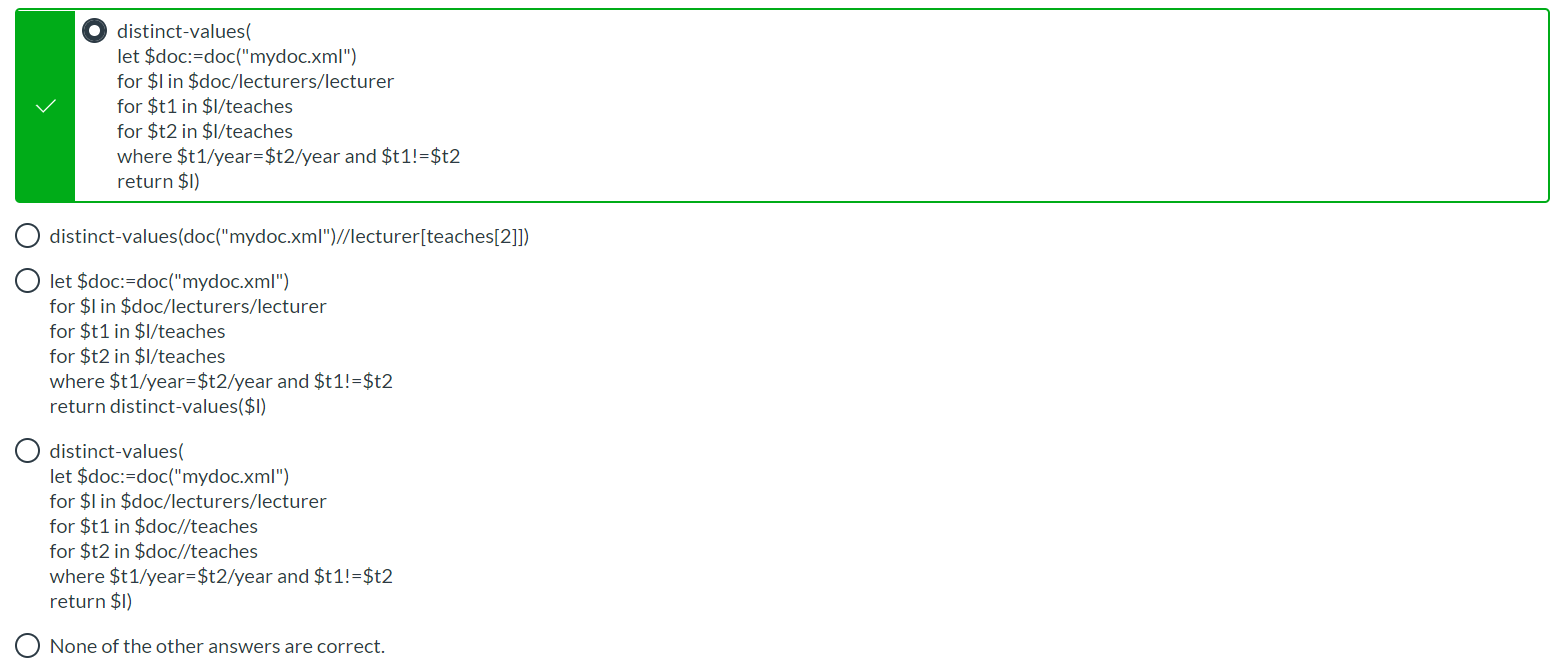 distinct-values(
let $doc:=doc("mydoc.xml")
for $l in $doc/lecturers/lecturer
for $t1 in $l/teaches
for $t2 in $l/teaches
where $t1/year=$t2/year and $t1!=$t2
return $l)
distinct-values(doc("mydoc.xml")//lecturer[teaches[2]])
let $doc:=doc("mydoc.xml")
for $l in $doc/lecturers/lecturer
for $t1 in $l/teaches
for $t2 in $l/teaches
where $t1/year=$t2/year and $t1!=$t2
return distinct-values($l)
distinct-values(
let $doc:=doc("mydoc.xml")
for $l in $doc/lecturers/lecturer
for $t1 in $doc//teaches
for $t2 in $doc//teaches
where $t1/year=$t2/year and $t1!=$t2
return $l)
None of the other answers are correct.